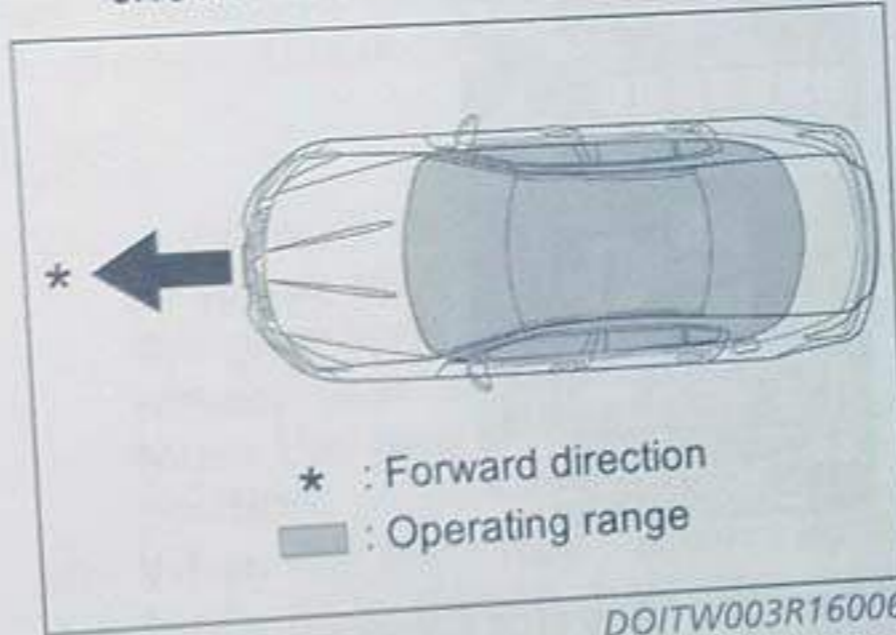 *
* : Forward direction
: Operating range
DOITW003R16006